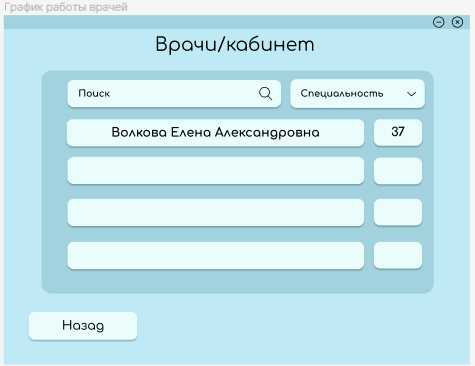 График работы врачей
Врачи/кабинет
Поиск
Специальность
Волкова Елена Александровна 37
Назад